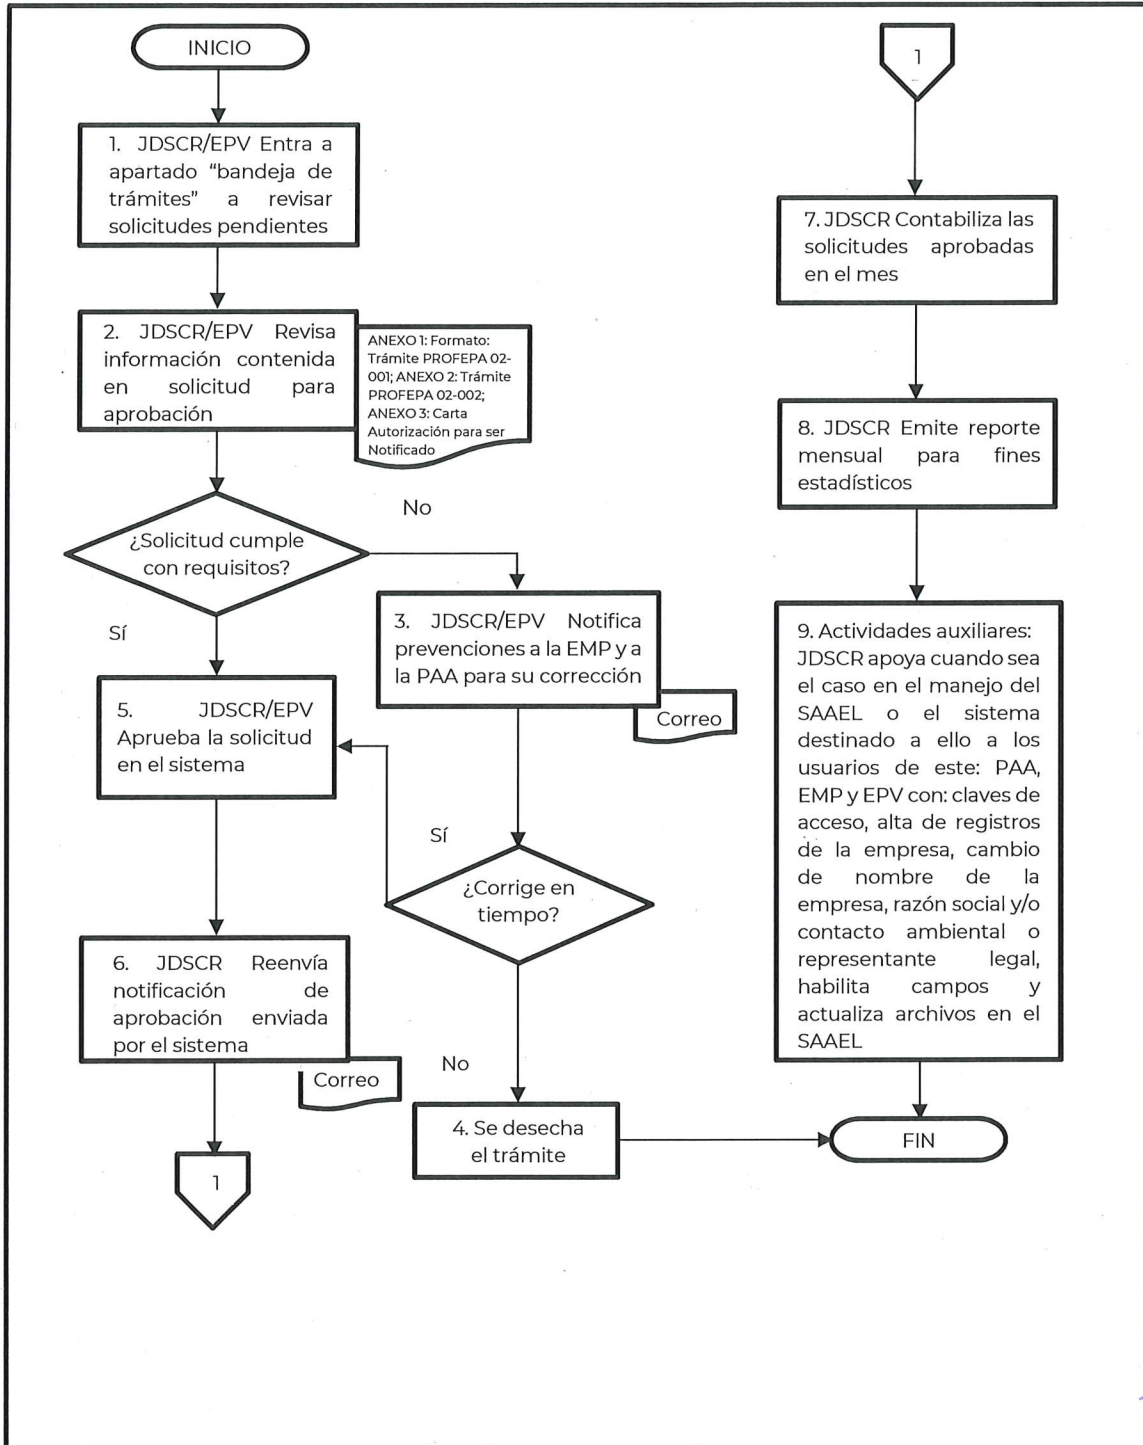 INICIO
1. JDSCR/EPV Entra a
apartado “bandeja de
trámites” a revisar
solicitudes pendientes
2. JDSCR/EPV Revisa
información contenida
en solicitud para
aprobación
ANEXO 1: Formato:
Trámite PROFEPA 02-
001; ANEXO 2: Trámite
PROFEPA 02-002;
ANEXO 3: Carta
Autorización para ser
Notificado
¿Solicitud cumple
con requisitos?
No
Sí
3. JDSCR/EPV Notifica
prevenciones a la EMP y a
la PAA para su corrección
Correo
5. JDSCR/EPV
Aprueba la solicitud
en el sistema
Sí
¿Corrige en
tiempo?
6. JDSCR Reenvía
notificación de
aprobación enviada
por el sistema
Correo
No
4. Se desecha
el trámite
1
1
7. JDSCR Contabiliza las
solicitudes aprobadas
en el mes
8. JDSCR Emite reporte
mensual para fines
estadísticos
9. Actividades auxiliares:
JDSCR apoya cuando sea
el caso en el manejo del
SAAEL o el sistema
destinado a ello a los
usuarios de este: PAA,
EMP y EPV con: claves de
acceso, alta de registros
de la empresa, cambio
de nombre de la
empresa, razón social y/o
contacto ambiental o
representante legal,
habilita campos y
actualiza archivos en el
SAAEL
FIN